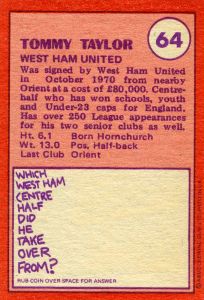 TOMMY TAYLOR
64
WEST HAM UNITED
Was signed by West Ham United
in October 1970 from nearby
Orient at a cost of £80,000. Centre-
half who has won schools, youth
and Under-23 caps for England.
Has over 250 League appearances
for his two senior clubs as well.
Ht. 6.1 Born Hornchurch
Wt. 13.0 Pos. Half-back
Last Club Orient
WHICH
WEST HAM
CENTRE
HALF
DID
HE
TAKE
OVER
FROM?
RUB COIN OVER SPACE FOR ANSWER